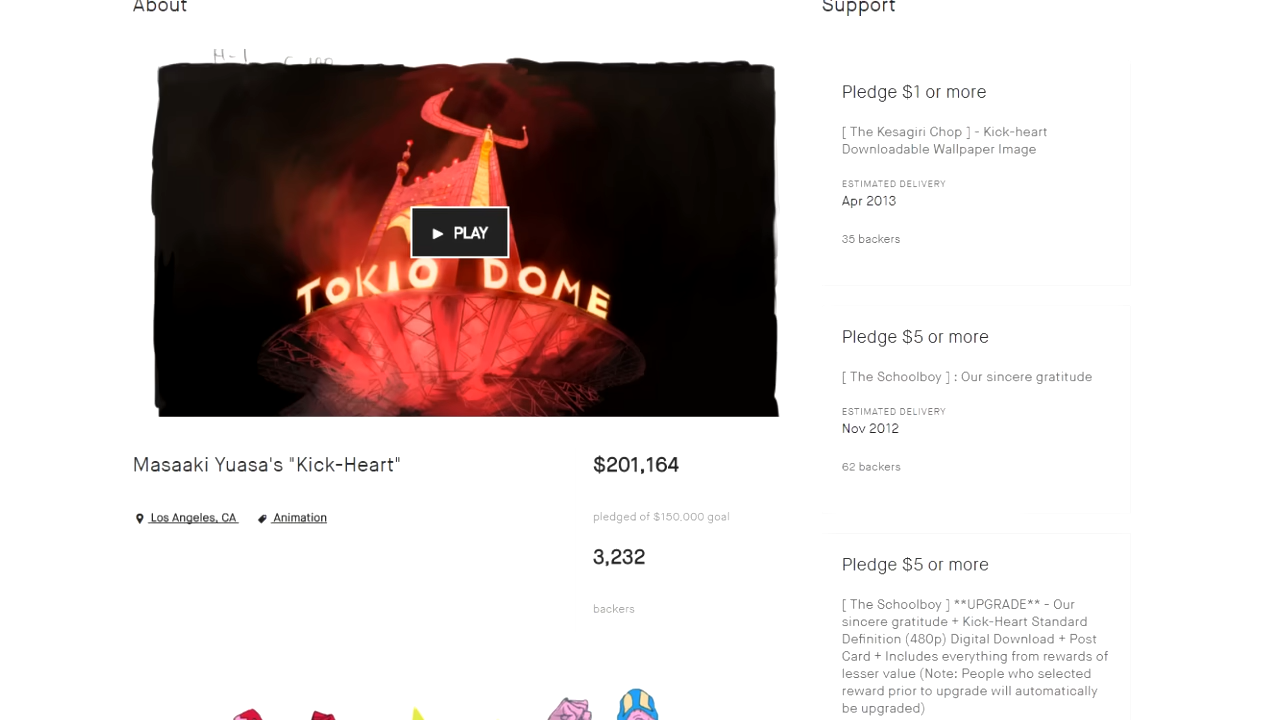 About
Support
TOKIO DOME
PLAY
Masaaki Yuasa's "Kick-Heart"
Los Angeles, CA
Animation
$201,164
pledged of $150,000 goal
3,232
backers
Pledge $1 or more
[ The Kesagiri Chop ] - Kick-heart
Downloadable Wallpaper Image
ESTIMATED DELIVERY
Apr 2013
35 backers
Pledge $5 or more
[ The Schoolboy ] : Our sincere gratitude
ESTIMATED DELIVERY
Nov 2012
62 backers
Pledge $5 or more
[ The Schoolboy ] **UPGRADE** - Our
sincere gratitude + Kick-Heart Standard
Definition (480p) Digital Download + Post
Card + Includes everything from rewards of
lesser value (Note: People who selected
reward prior to upgrade will automatically
be upgraded)